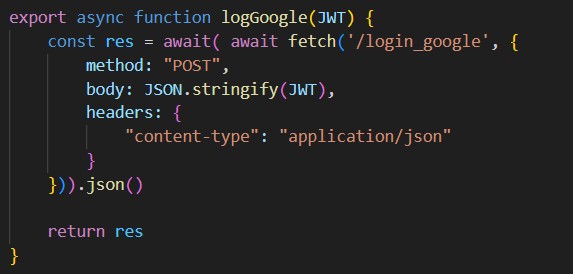 export async function logGoogle(JWT) {
    const res = await( await fetch('/login_google', {
        method: "POST",
        body: JSON.stringify(JWT),
        headers: {
            "content-type": "application/json"
        }
    })).json()

    return res
}